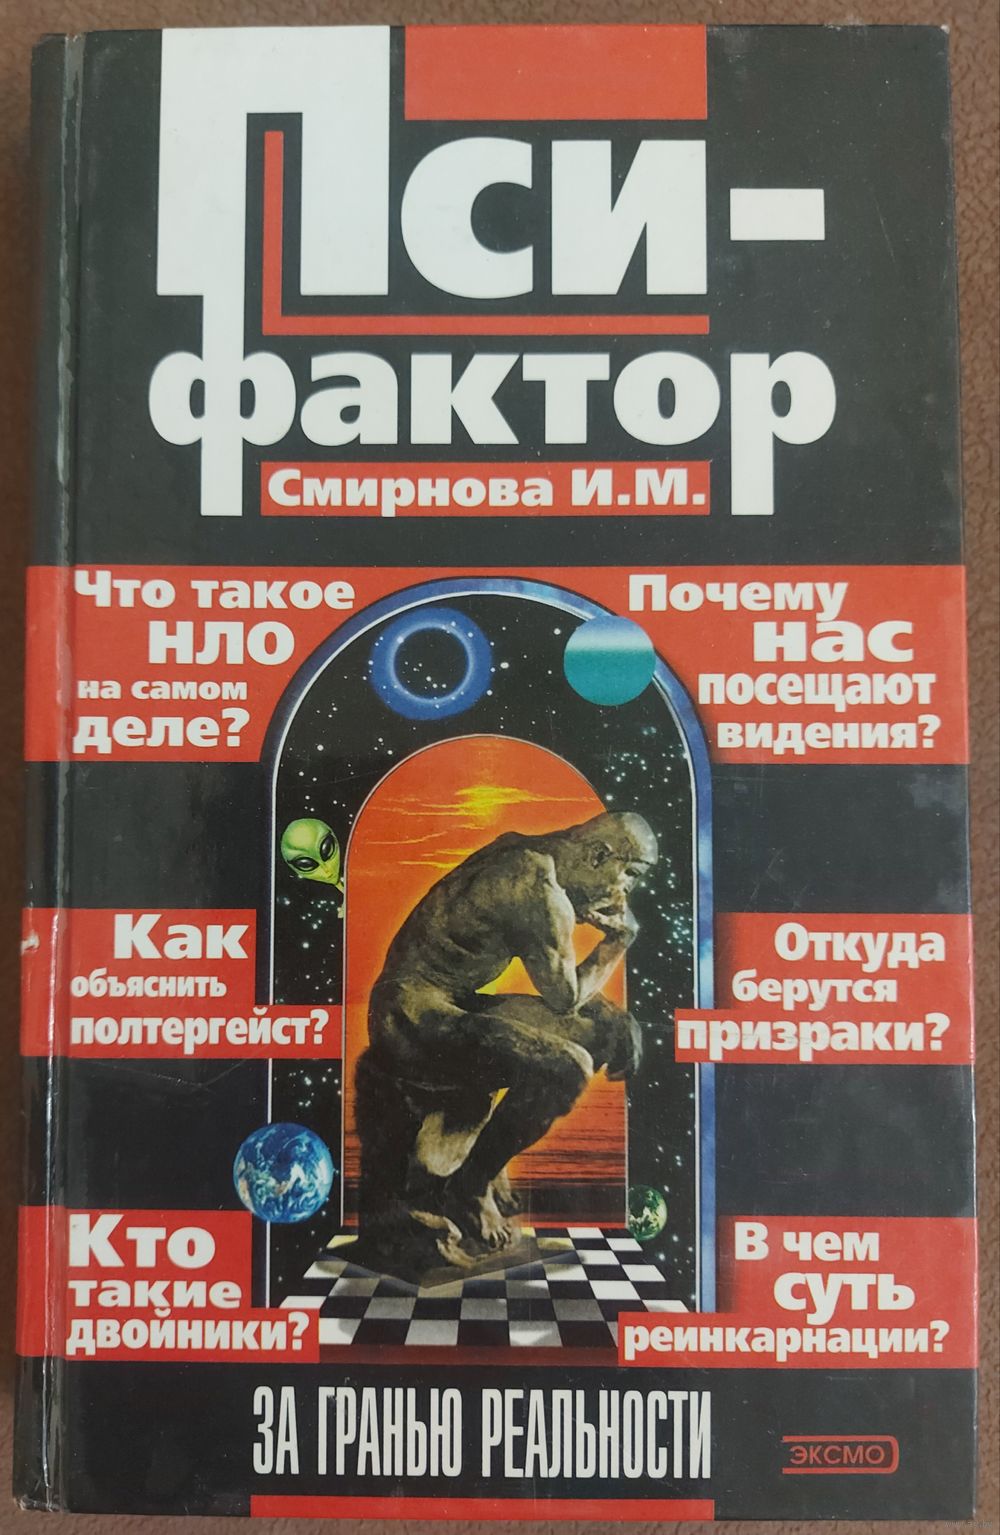 Пси-
фактор
Смирнова И.М.
Что такое
НЛО
на самом
деле?
Почему
нас
посещают
видения?
Как
объяснить
полтергейст?
Откуда
берутся
призраки?
Кто
такие
двойники?
В чем
суть
реинкарнации?
ЗА ГРАНЬЮ РЕАЛЬНОСТИ
ЭКСМО